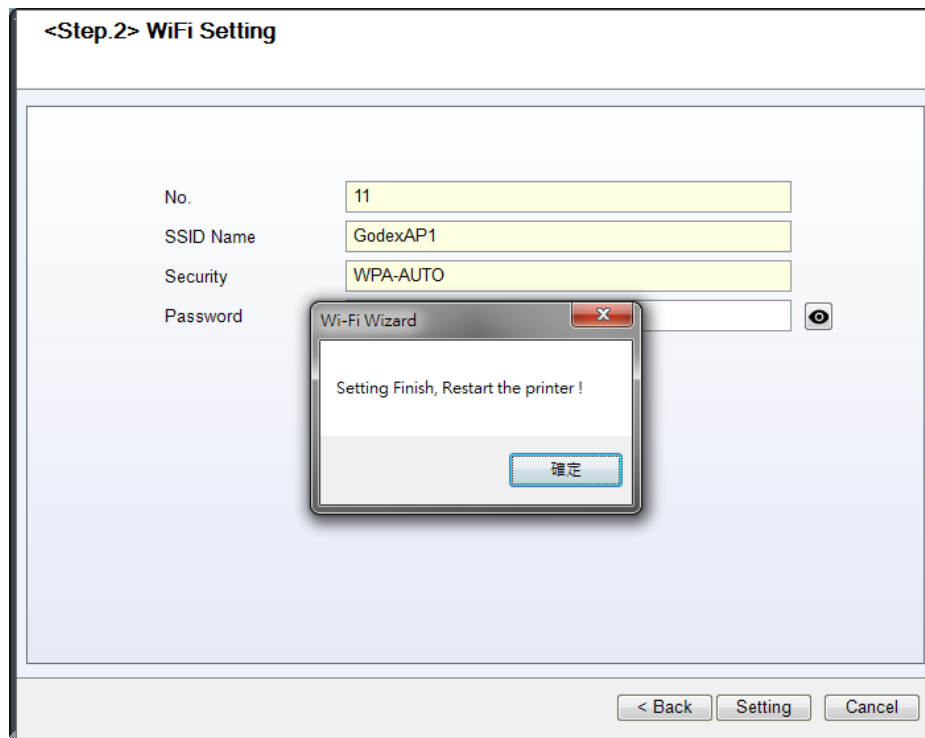 <Step.2> WiFi Setting
No. 11
SSID Name GodexAP1
Security WPA-AUTO
Password
Wi-Fi Wizard
Setting Finish, Restart the printer !
確定
< Back Setting Cancel